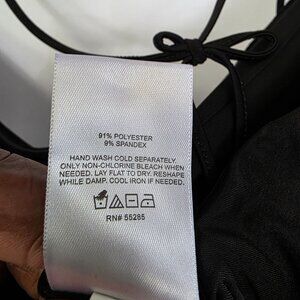 91% POLYESTER
9% SPANDEX
HAND WASH COLD SEPARATELY.
ONLY NON-CHLORINE BLEACH WHEN
NEEDED. LAY FLAT TO DRY. RESHAPE
WHILE DAMP. COOL IRON IF NEEDED.
RN# 55285